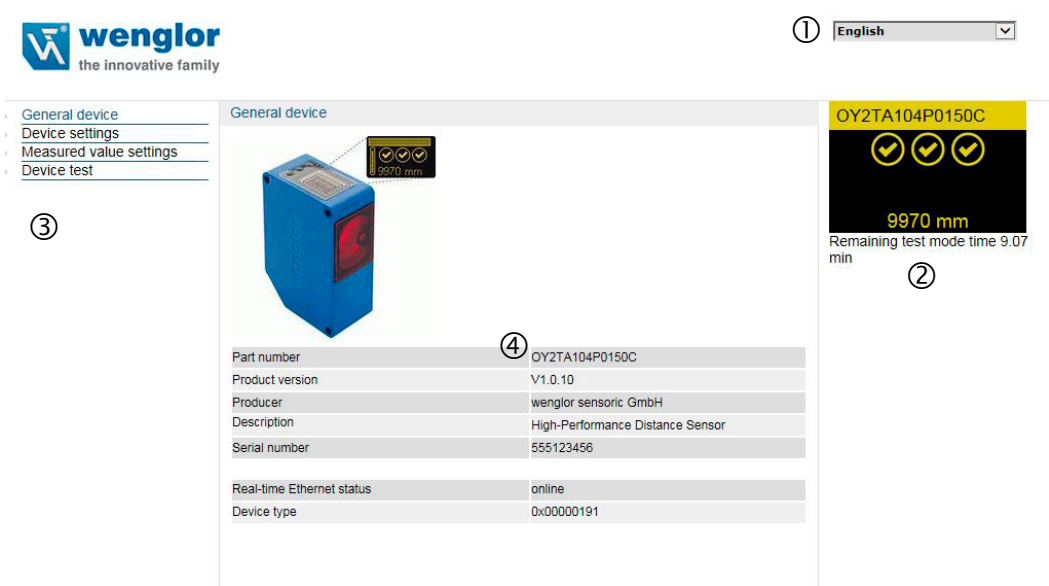 wenglor
the innovative family
① English
General device
Device settings
Measured value settings
Device test
③
General device
9970 mm
wenglor
OY2TA104P0150C
9970 mm
Remaining test mode time 9.07
min
②
④
Part number OY2TA104P0150C
Product version V1.0.10
Producer wenglor sensoric GmbH
Description High-Performance Distance Sensor
Serial number 555123456
Real-time Ethernet status online
Device type 0x00000191